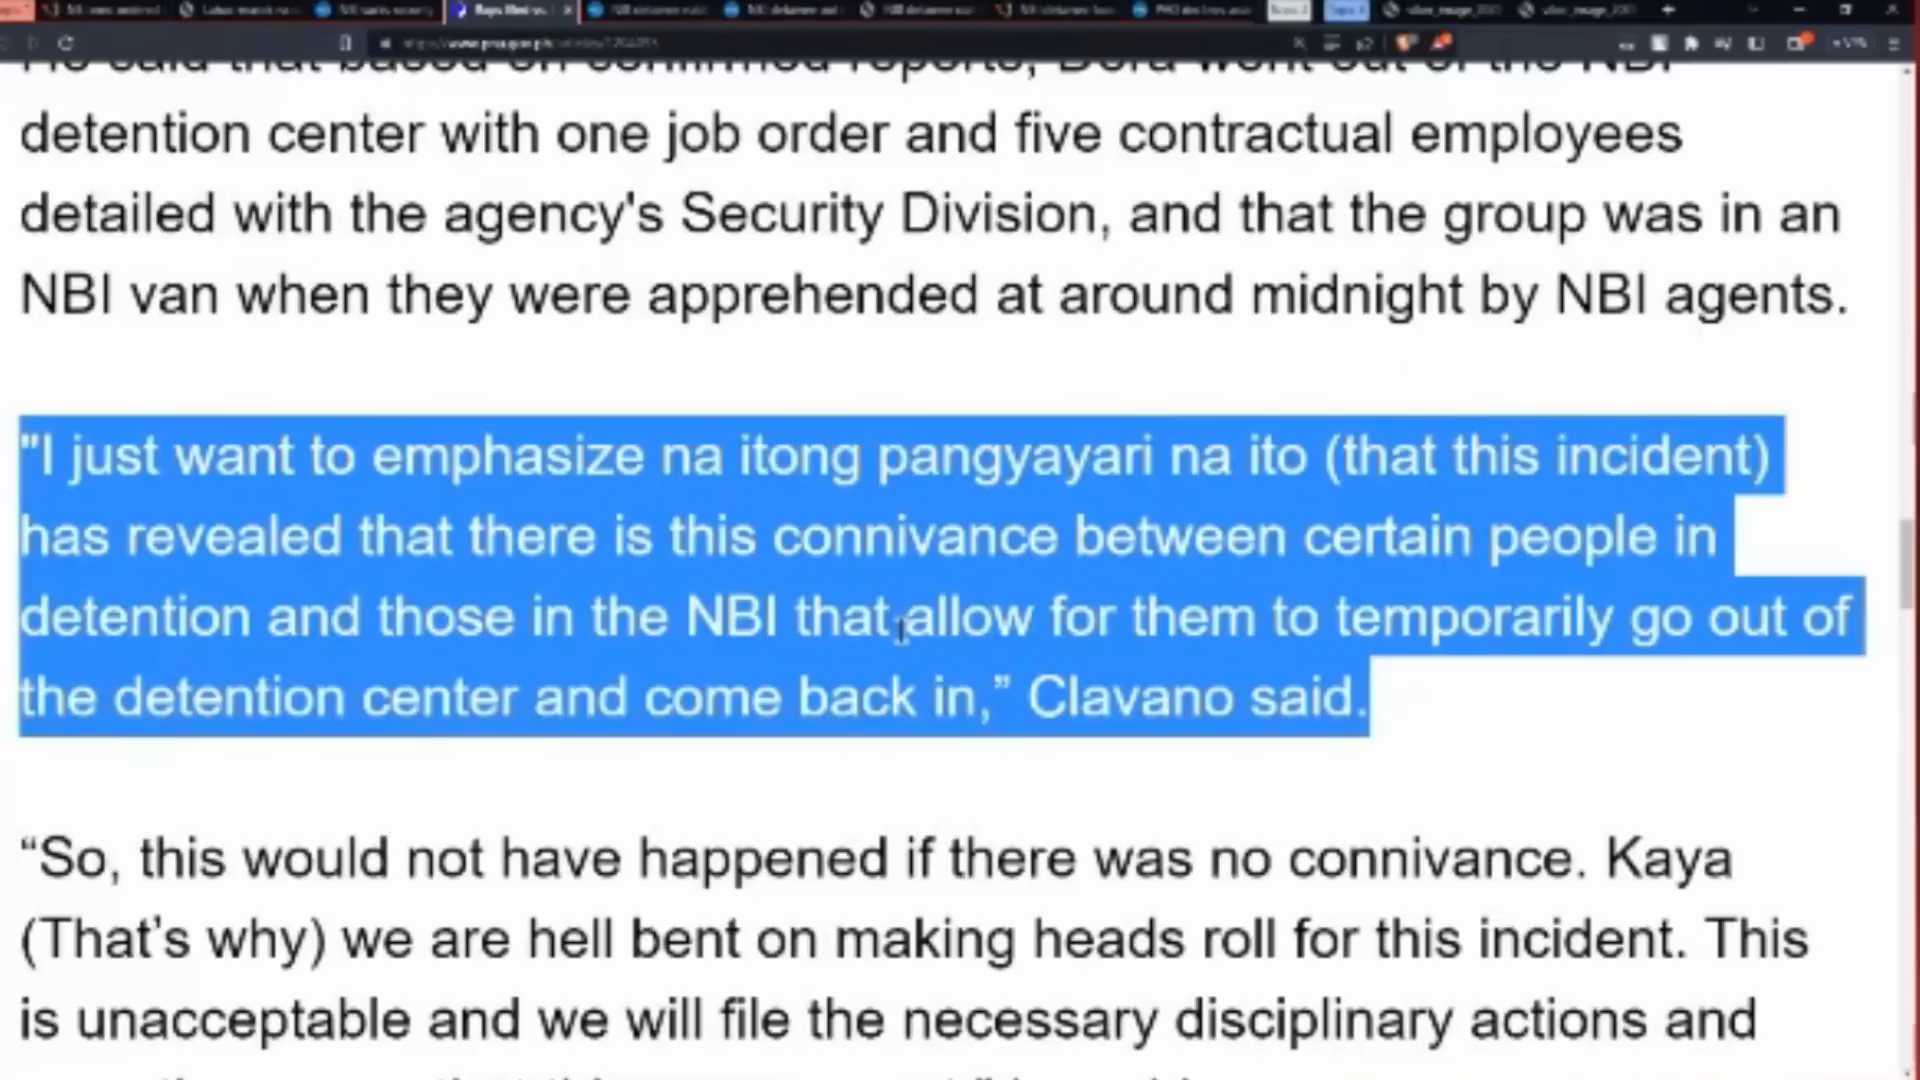 detention center with one job order and five contractual employees
detailed with the agency's Security Division, and that the group was in an
NBI van when they were apprehended at around midnight by NBI agents.
"I just want to emphasize na itong pangyayari na ito (that this incident)
has revealed that there is this connivance between certain people in
detention and those in the NBI that allow for them to temporarily go out of
the detention center and come back in,” Clavano said.
“So, this would not have happened if there was no connivance. Kaya
(That’s why) we are hell bent on making heads roll for this incident. This
is unacceptable and we will file the necessary disciplinary actions and